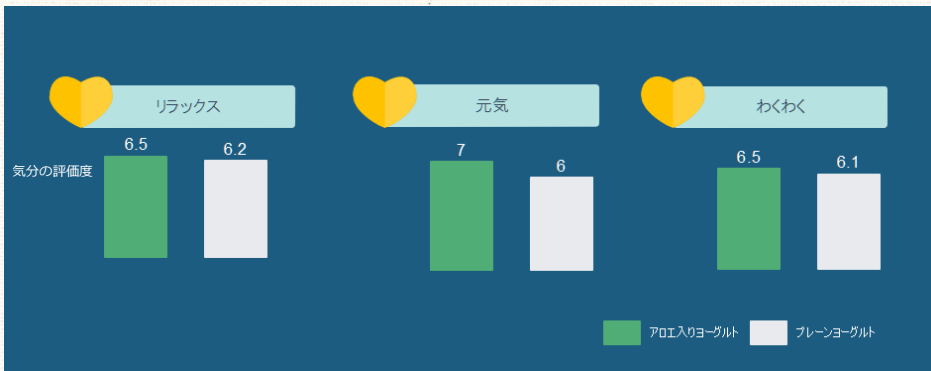 リラックス
元気
わくわく
気分の評価度
6.5
6.2
7
6
6.5
6.1
アロエ入りヨーグルト
プレーンヨーグルト